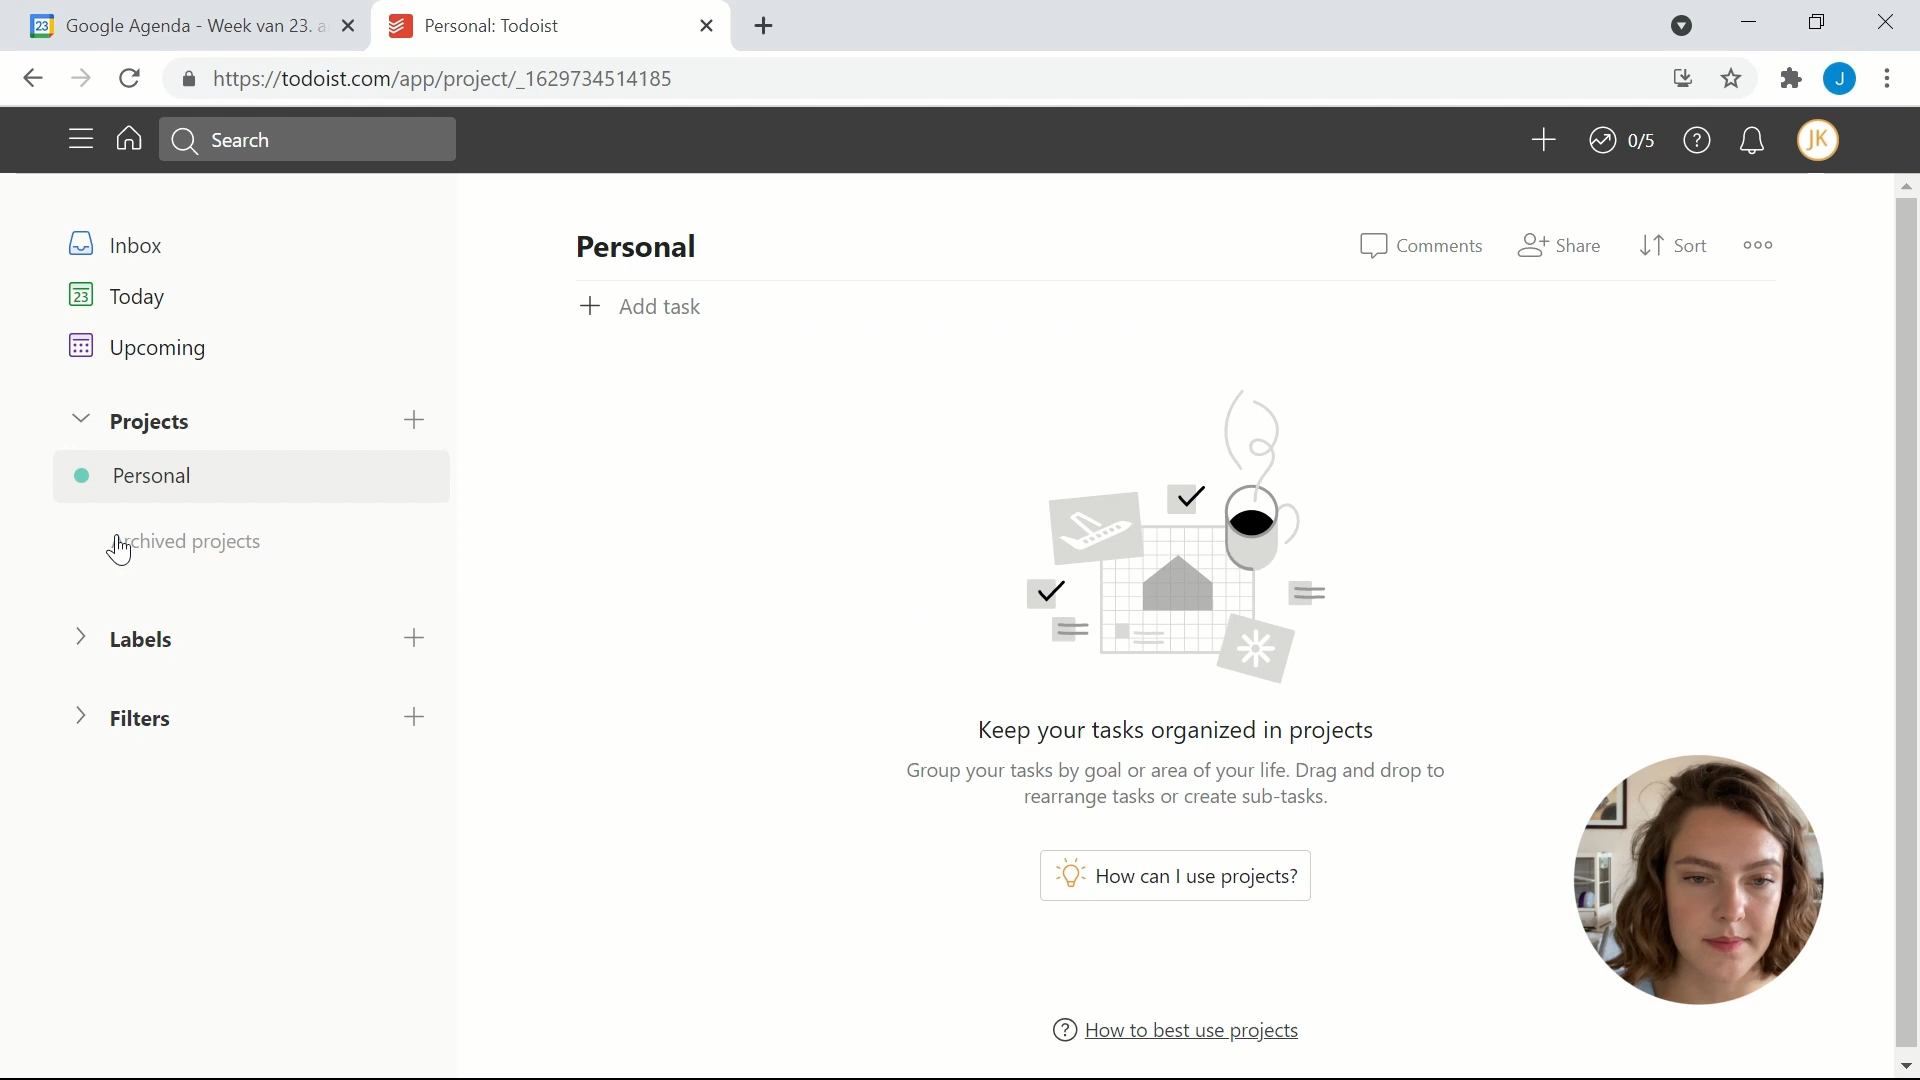 23 Google Agenda - Week van 23. a
Personal: Todoist
https://todoist.com/app/project/_1629734514185
J
Search
0/5
JK
Inbox
23 Today
Upcoming
Projects
Personal
Archived projects
Labels
Filters
Personal
Comments
Share
Sort
Add task
Keep your tasks organized in projects
Group your tasks by goal or area of your life. Drag and drop to
rearrange tasks or create sub-tasks.
How can I use projects?
How to best use projects